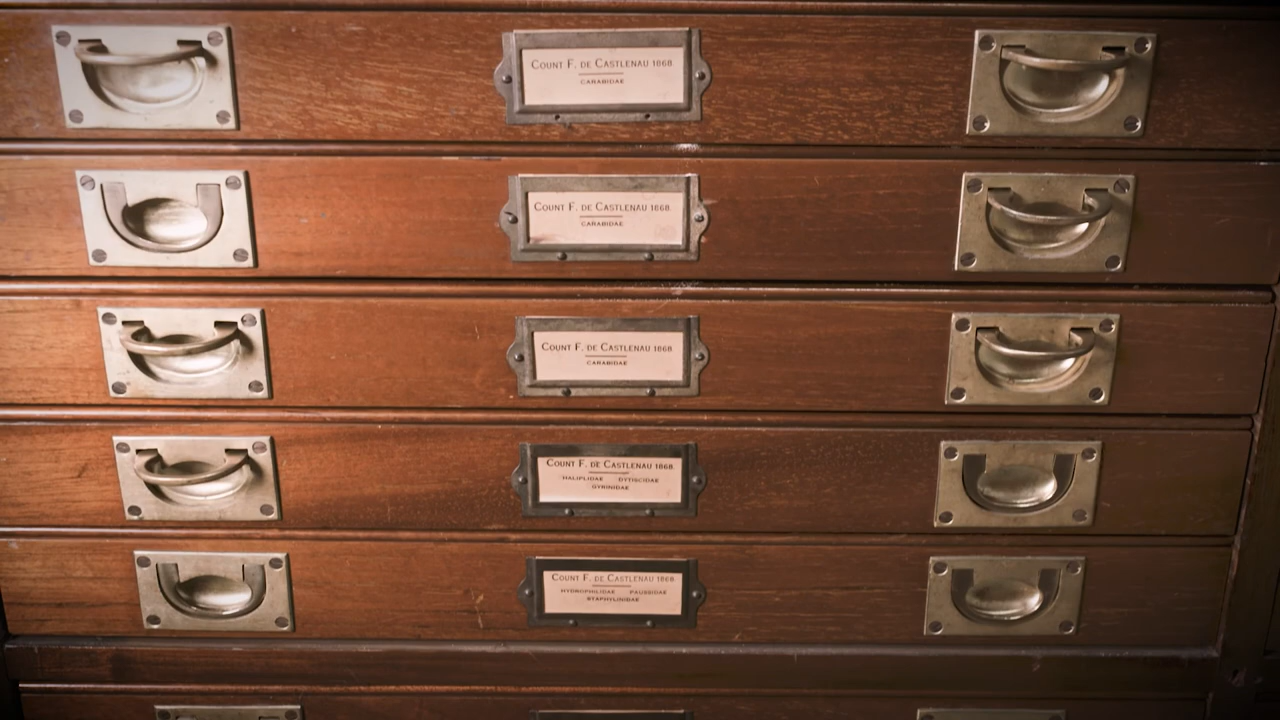 COUNT F. DE CASTLENAU 1868.
CARABIDAE
COUNT F. DE CASTLENAU 1868.
CARABIDAE
COUNT F. DE CASTLENAU 1868.
CARABIDAE
COUNT F. DE CASTLENAU 1868.
HALIPLIDAE DYTISCIDAE
GYRINIDAE
COUNT F. DE CASTLENAU 1868.
HYDROPHILIDAE PAUSSIDAE
STAPHYLINIDAE